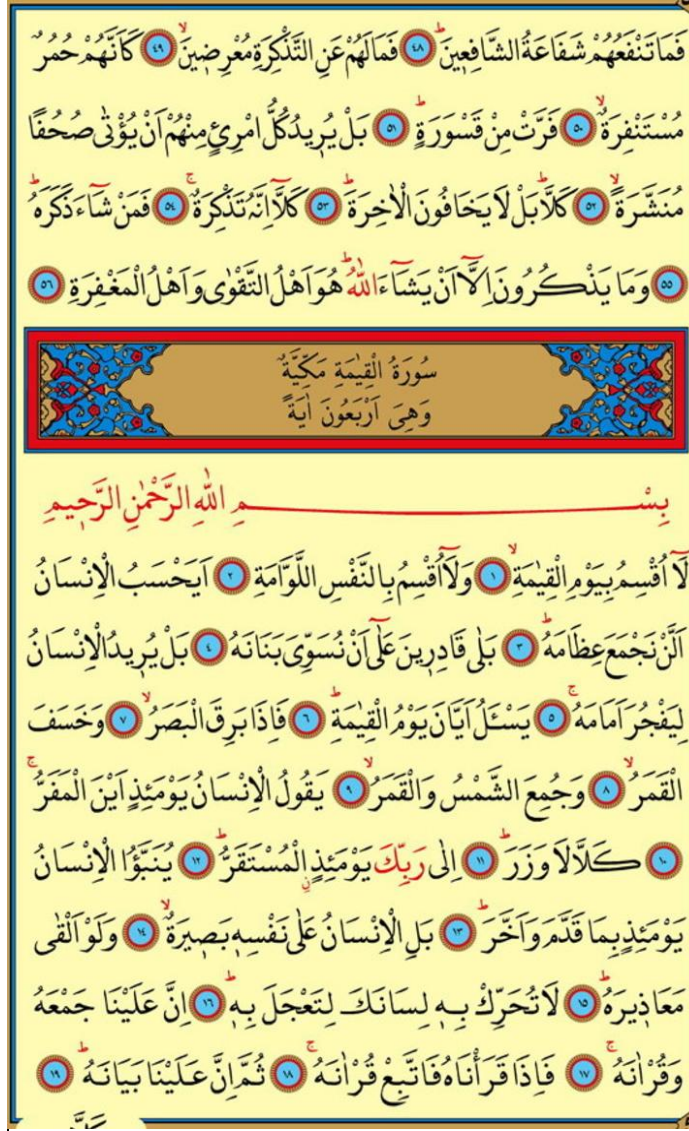 فَمَا تَنْفَعُهُمْ شَفَاعَةُ الشَّافِعٖينَۜ ﴿٤٨﴾ فَمَا لَهُمْ عَنِ التَّذْكِرَةِ مُعْرِضٖينَۙ ﴿٤٩﴾ كَاَنَّهُمْ حُمُرٌ
مُسْتَنْفِرَةٌۙ ﴿٥٠﴾ فَرَّتْ مِنْ قَسْوَرَةٍؕ ﴿٥١﴾ بَلْ يُرٖيدُ كُلُّ امْرِئٍ مِنْهُمْ اَنْ يُؤْتٰى صُحُفًا
مُنَشَّرَةًۙ ﴿٥٢﴾ كَلَّاؕ بَلْ لَا يَخَافُونَ الْاٰخِرَةَؕ ﴿٥٣﴾ كَلَّٓا اِنَّهُ تَذْكِرَةٌۚ ﴿٥٤﴾ فَمَنْ شَٓاءَ ذَكَرَهُؕ
﴿٥٥﴾ وَمَا يَذْكُرُونَ اِلَّٓا اَنْ يَشَٓاءَ اللّٰهُؕ هُوَ اَهْلُ التَّقْوٰى وَاَهْلُ الْمَغْفِرَةِ ﴿٥٦﴾
سُورَةُ الْقِيٰمَةِ مَكِّيَّةٌ
وَهِىَ اَرْبَعُونَ اٰيَةً
بِسْمِ اللّٰهِ الرَّحْمٰنِ الرَّحٖيمِ
لَٓا اُقْسِمُ بِيَوْمِ الْقِيٰمَةِۙ ﴿١﴾ وَلَٓا اُقْسِمُ بِالنَّفْسِ اللَّوَّامَةِ ﴿٢﴾ اَيَحْسَبُ الْاِنْسَانُ
اَلَّنْ نَجْمَعَ عِظَامَهُؕ ﴿٣﴾ بَلٰى قَادِرٖينَ عَلٰٓى اَنْ نُسَوِّىَ بَنَانَهُ ﴿٤﴾ بَلْ يُرٖيدُ الْاِنْسَانُ
لِيَفْجُرَ اَمَامَهُۚ ﴿٥﴾ يَسْـَٔلُ اَيَّانَ يَوْمُ الْقِيٰمَةِؕ ﴿٦﴾ فَاِذَا بَرِقَ الْبَصَرُۙ ﴿٧﴾ وَخَسَفَ
الْقَمَرُۙ ﴿٨﴾ وَجُمِعَ الشَّمْسُ وَالْقَمَرُۙ ﴿٩﴾ يَقُولُ الْاِنْسَانُ يَوْمَئِذٍ اَيْنَ الْمَفَرُّۚ
﴿١٠﴾ كَلَّا لَا وَزَرَؕ ﴿١١﴾ اِلٰى رَبِّكَ يَوْمَئِذٍ الْمُسْتَقَرُّؕ ﴿١٢﴾ يُنَبَّؤُا الْاِنْسَانُ
يَوْمَئِذٍ بِمَا قَدَّمَ وَاَخَّرَؕ ﴿١٣﴾ بَلِ الْاِنْسَانُ عَلٰى نَفْسِهٖ بَصٖيرَةٌۙ ﴿١٤﴾ وَلَوْ اَلْقٰى
مَعَاذٖيرَهُؕ ﴿١٥﴾ لَا تُحَرِّكْ بِهٖ لِسَانَكَ لِتَعْجَلَ بِهٖؕ ﴿١٦﴾ اِنَّ عَلَيْنَا جَمْعَهُ
وَقُرْاٰنَهُۚ ﴿١٧﴾ فَاِذَا قَرَأْنَاهُ فَاتَّبِعْ قُرْاٰنَهُۚ ﴿١٨﴾ ثُمَّ اِنَّ عَلَيْنَا بَيَانَهُؕ ﴿١٩﴾